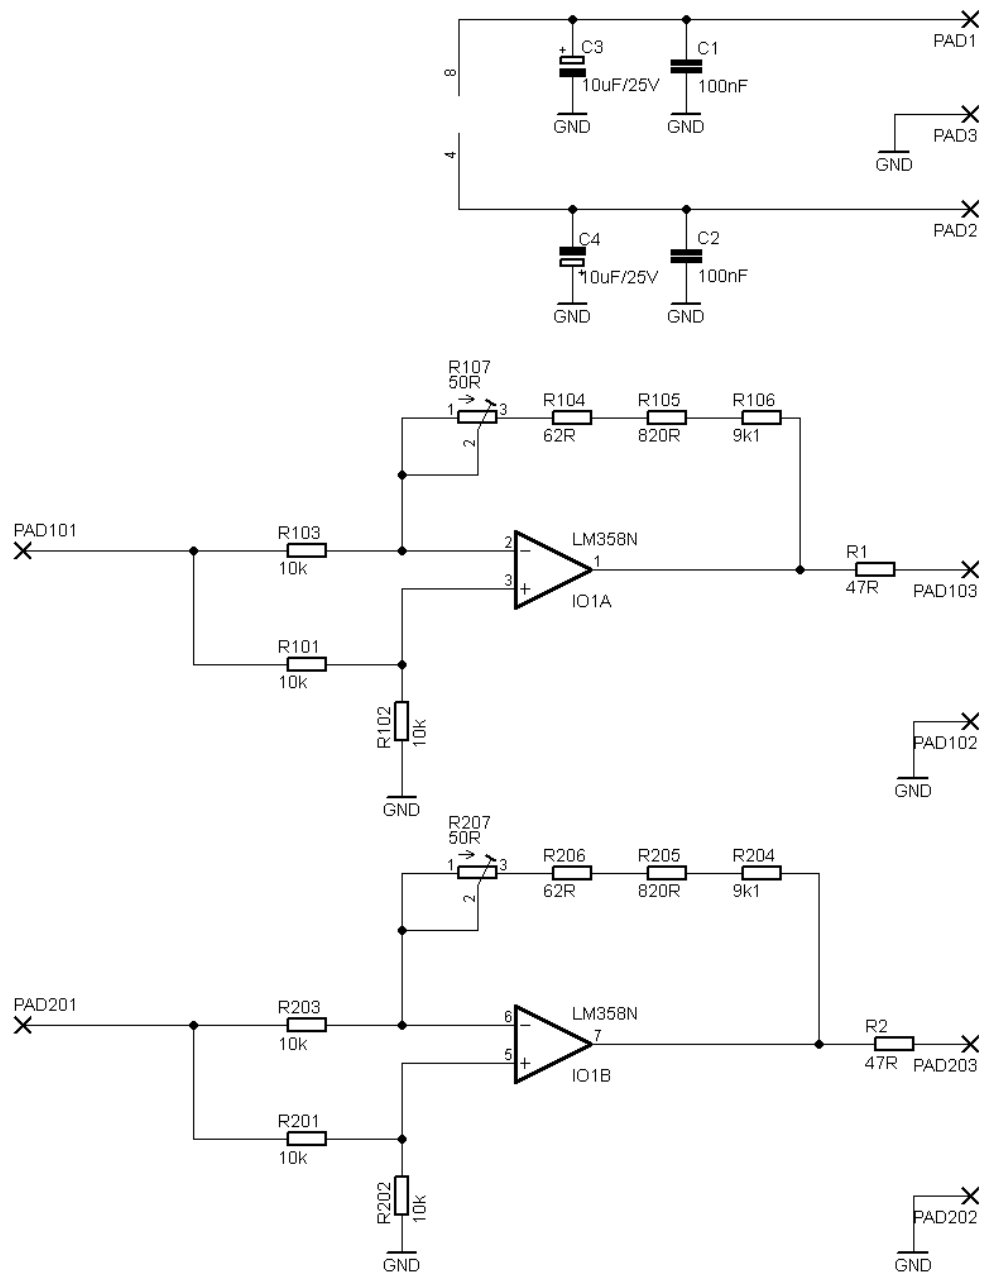 PAD1
+ C3
10uF/25V
C1
100nF
8
GND
GND
PAD3
GND
4
PAD2
C4
+
10uF/25V
C2
100nF
GND
GND
R107
50R
1
3
2
R104
62R
R105
820R
R106
9k1
PAD101
R103
10k
2
−
3
+
LM358N
1
IO1A
R1
47R
PAD103
R101
10k
R102
10k
GND
PAD102
GND
R207
50R
1
3
2
R206
62R
R205
820R
R204
9k1
PAD201
R203
10k
6
−
5
+
LM358N
7
IO1B
R2
47R
PAD203
R201
10k
R202
10k
GND
PAD202
GND